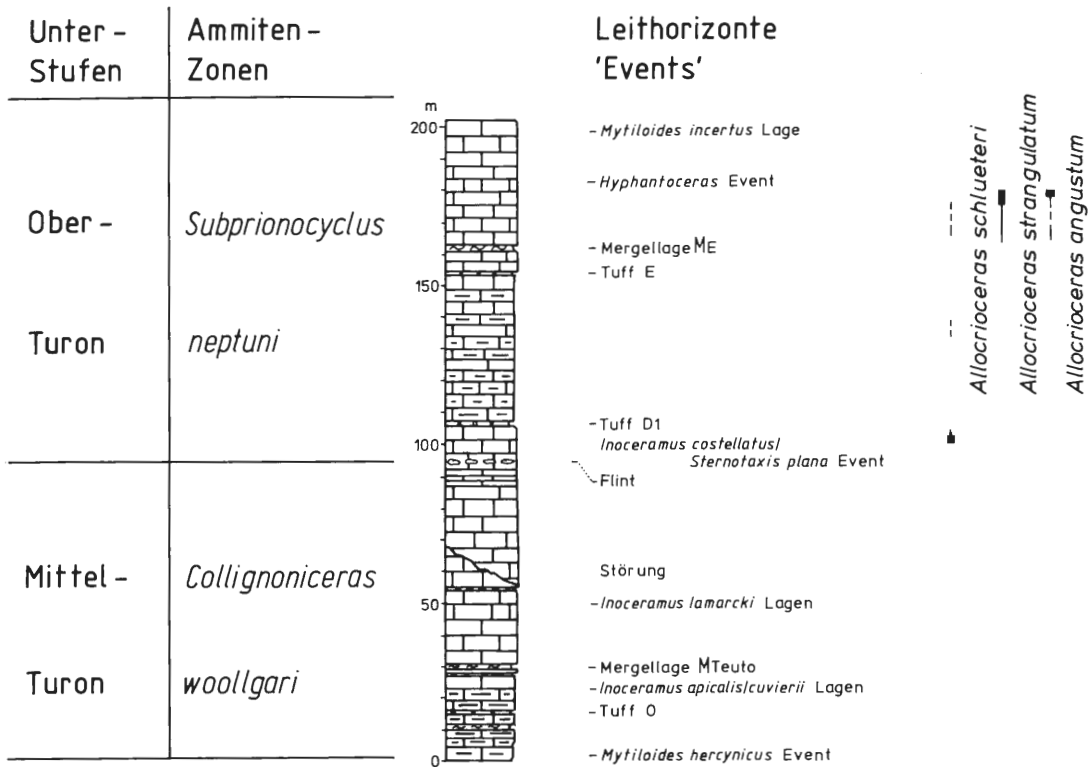 Unter – Ammiten – Leithorizonte
Stufen Zonen 'Events'
m
200 – Mytiloides incertus Lage
– Hyphantoceras Event
Ober – Subprionocyclus
– Mergellage ME
– Tuff E
150
Turon neptuni
– Tuff D1
Inoceramus costellatus/
100
Sternotaxis plana Event
Flint
Mittel – Collignoniceras Störung
50 – Inoceramus lamarcki Lagen
– Mergellage MTeuto
Turon woollgari – Inoceramus apicalis/cuvierii Lagen
– Tuff O
– Mytiloides hercynicus Event
0
Allocrioceras schlueteri
Allocrioceras strangulatum
Allocrioceras angustum